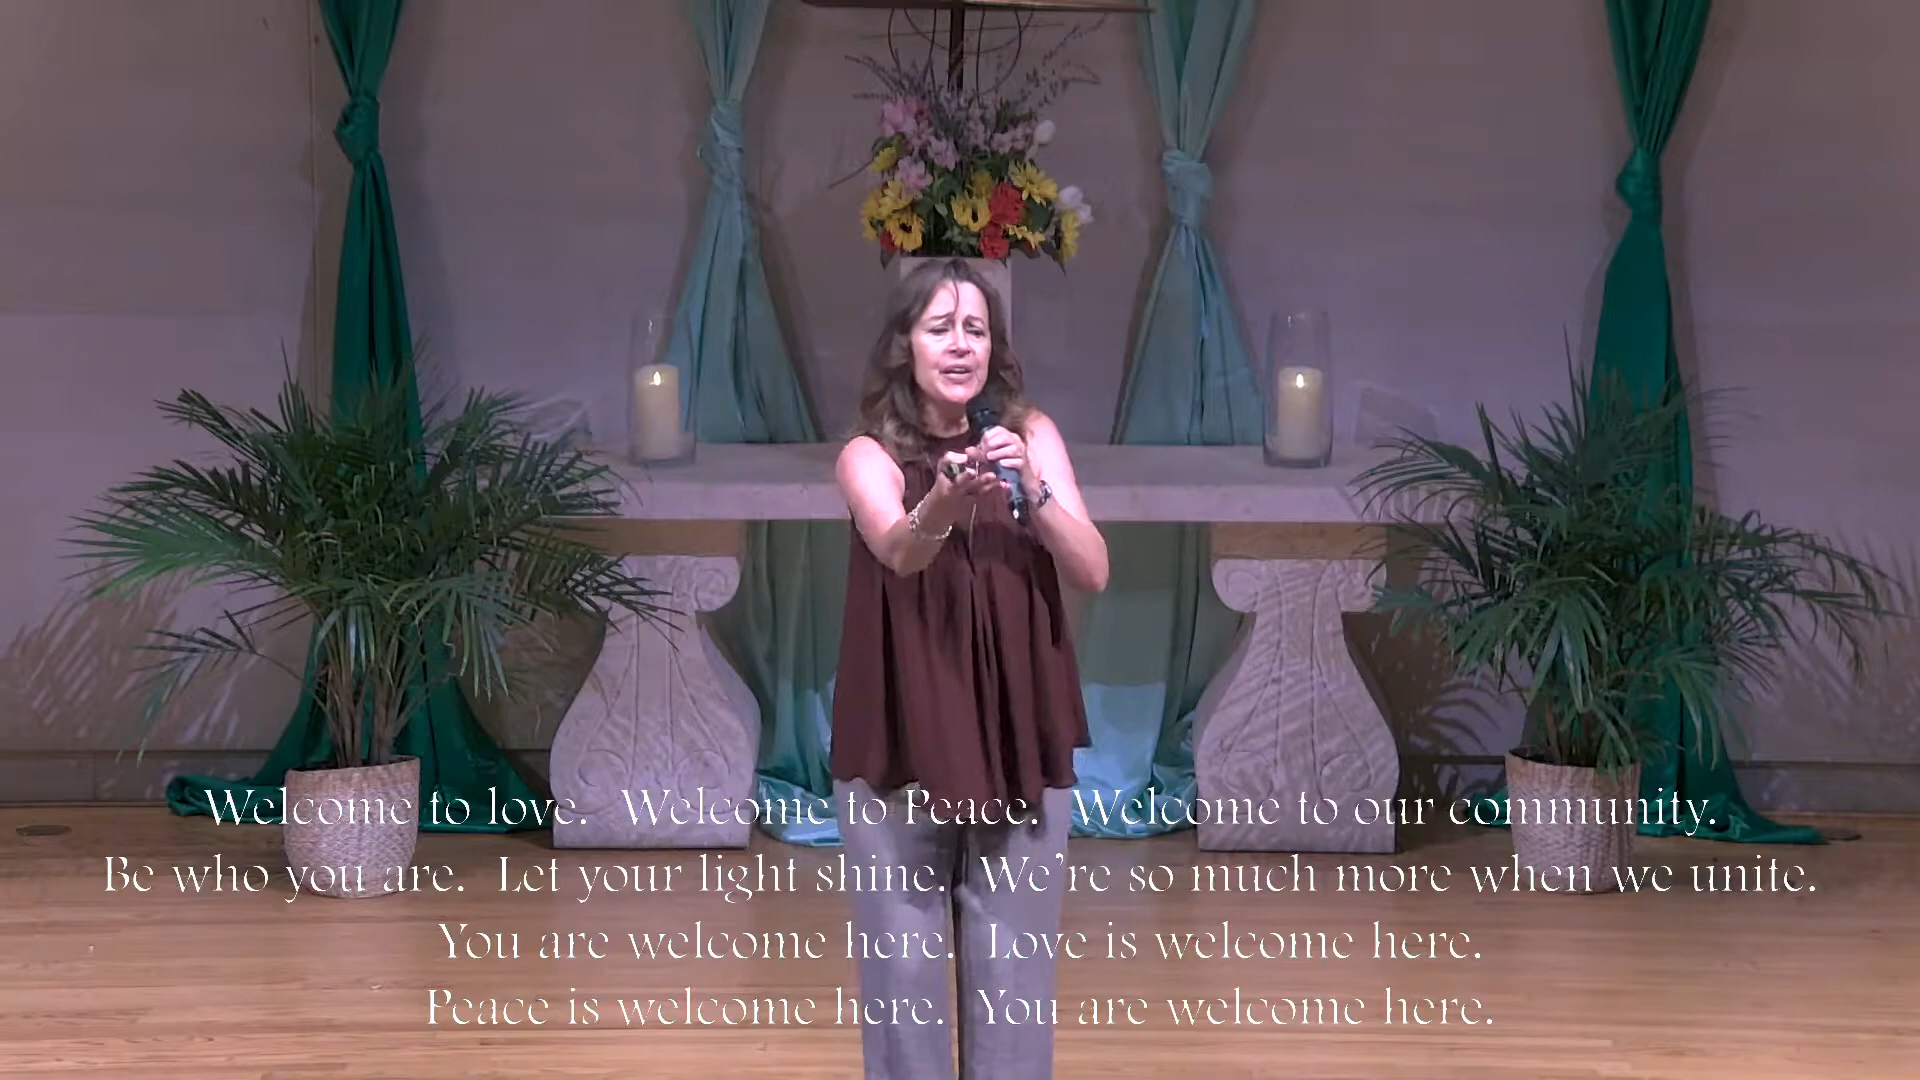 Welcome to love. Welcome to Peace. Welcome to our community.
Be who you are. Let your light shine. We're so much more when we unite.
You are welcome here. Love is welcome here.
Peace is welcome here. You are welcome here.